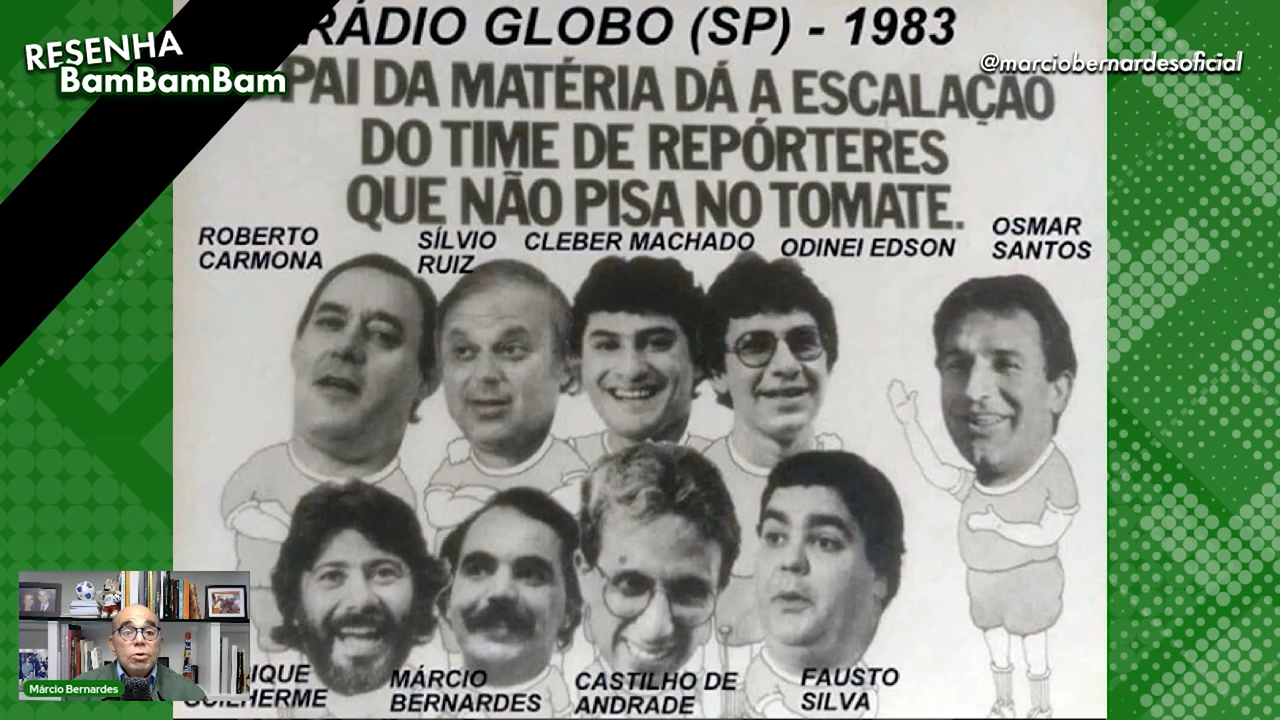 RESENHA
BamBamBam
@marciobernardesoficial
RÁDIO GLOBO (SP) - 1983
PAI DA MATÉRIA DÁ A ESCALAÇÃO
DO TIME DE REPÓRTERES
QUE NÃO PISA NO TOMATE.
ROBERTO
CARMONA
SÍLVIO
RUIZ
CLEBER MACHADO
ODINEI EDSON
OSMAR
SANTOS
IQUE
GUILHERME
MÁRCIO
BERNARDES
CASTILHO DE
ANDRADE
FAUSTO
SILVA
Márcio Bernardes